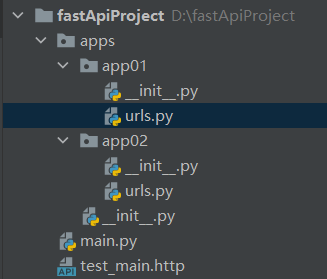 fastApiProject D:\fastApiProject
apps
app01
__init__.py
urls.py
app02
__init__.py
urls.py
__init__.py
main.py
API test_main.http